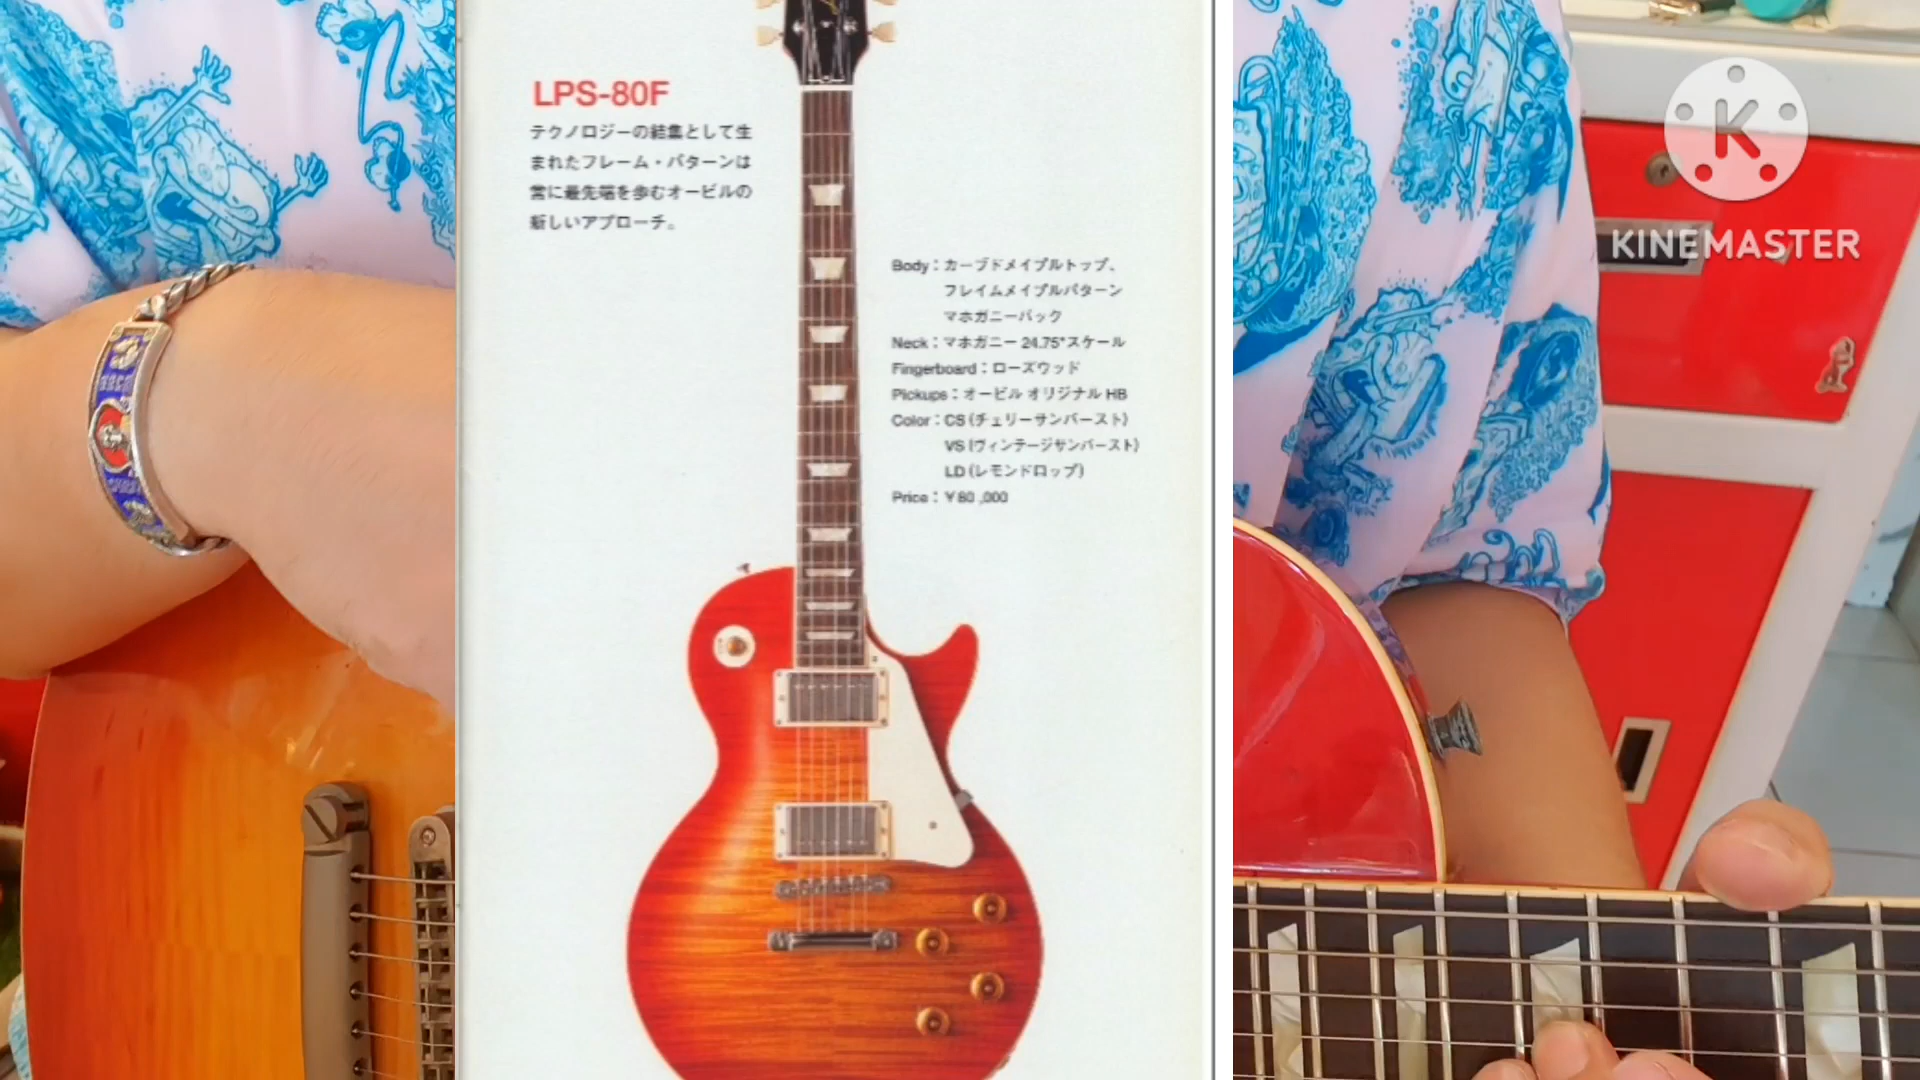 LPS-80F
テクノロジーの結集として生
まれたフレーム・パターンは
常に最先端を歩むオービルの
新しいアプローチ。
Body：カーブドメイプルトップ、
フレイムメイプルパターン
マホガニーバック
Neck：マホガニー 24.75"スケール
Fingerboard：ローズウッド
Pickups：オービル オリジナル HB
Color：CS（チェリーサンバースト）
VS（ヴィンテージサンバースト）
LD（レモンドロップ）
Price：￥80 ,000
K
KINEMASTER